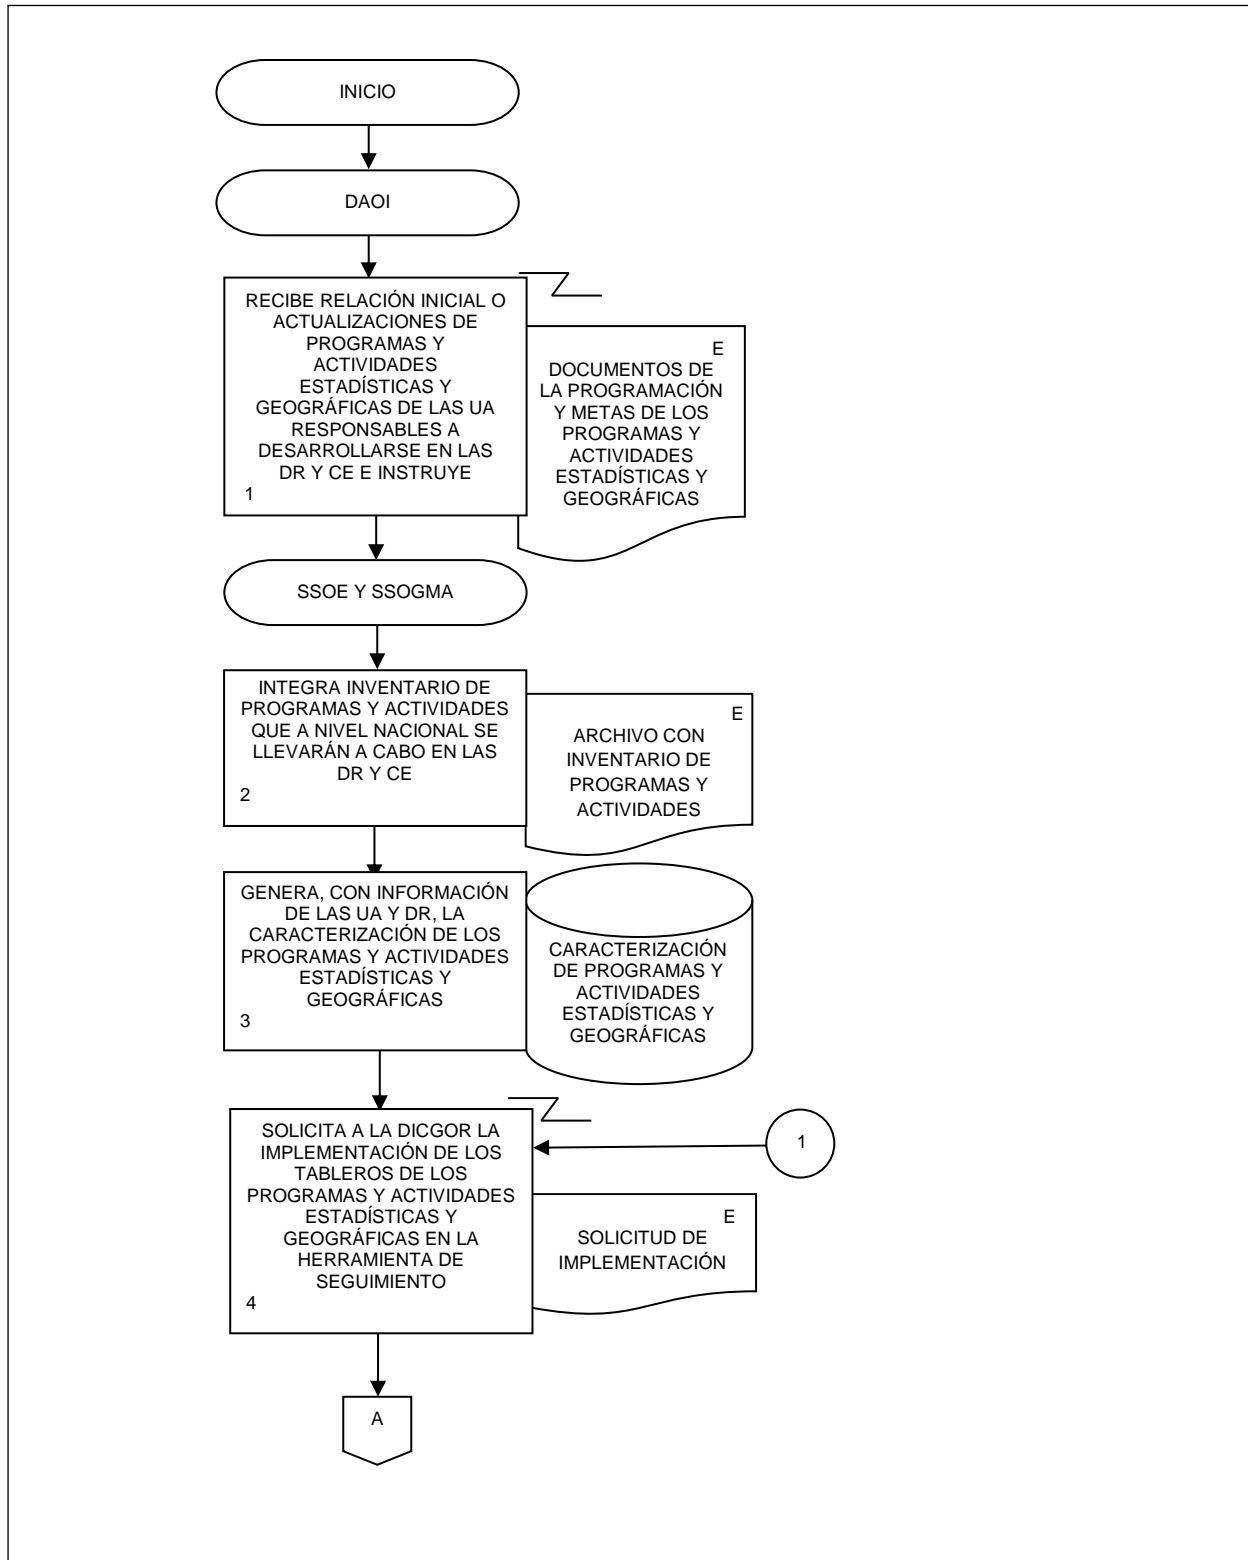 INICIO
DAOI
RECIBE RELACIÓN INICIAL O
ACTUALIZACIONES DE
PROGRAMAS Y
ACTIVIDADES
ESTADÍSTICAS Y
GEOGRÁFICAS DE LAS UA
RESPONSABLES A
DESARROLLARSE EN LAS
DR Y CE E INSTRUYE
1
E
DOCUMENTOS DE
LA PROGRAMACIÓN
Y METAS DE LOS
PROGRAMAS Y
ACTIVIDADES
ESTADÍSTICAS Y
GEOGRÁFICAS
SSOE Y SSOGMA
INTEGRA INVENTARIO DE
PROGRAMAS Y ACTIVIDADES
QUE A NIVEL NACIONAL SE
LLEVARÁN A CABO EN LAS
DR Y CE
2
E
ARCHIVO CON
INVENTARIO DE
PROGRAMAS Y
ACTIVIDADES
GENERA, CON INFORMACIÓN
DE LAS UA Y DR, LA
CARACTERIZACIÓN DE LOS
PROGRAMAS Y ACTIVIDADES
ESTADÍSTICAS Y
GEOGRÁFICAS
3
CARACTERIZACIÓN
DE PROGRAMAS Y
ACTIVIDADES
ESTADÍSTICAS Y
GEOGRÁFICAS
SOLICITA A LA DICGOR LA
IMPLEMENTACIÓN DE LOS
TABLEROS DE LOS
PROGRAMAS Y ACTIVIDADES
ESTADÍSTICAS Y
GEOGRÁFICAS EN LA
HERRAMIENTA DE
SEGUIMIENTO
4
1
E
SOLICITUD DE
IMPLEMENTACIÓN
A